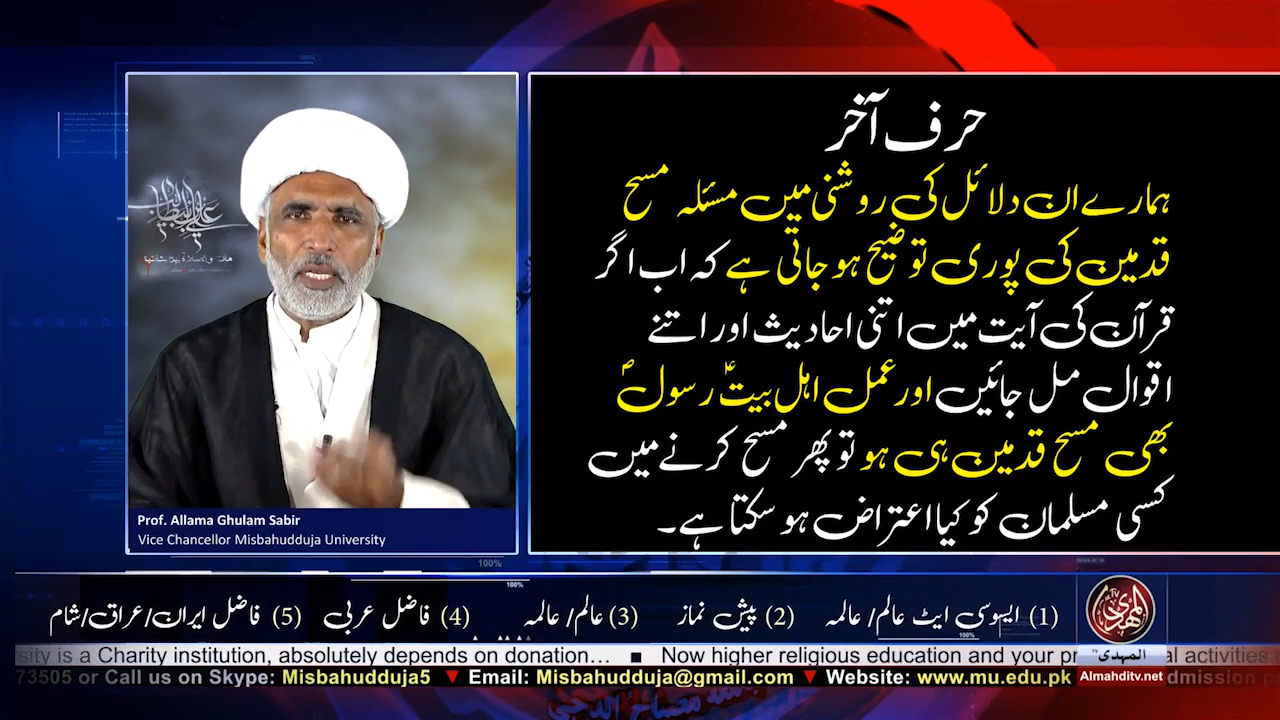 حرف آخر
ہمارے ان دلائل کی روشنی میں مسئلہ مسح
قدمین کی پوری توضیح ہو جاتی ہے کہ اب اگر
قرآن کی آیت میں اتنی احادیث اور اتنے
اقوال مل جائیں اور عمل اہل بیتؑ رسولؐ
بھی مسح قدمین ہی ہو تو پھر مسح کرنے میں
کسی مسلمان کو کیا اعتراض ہو سکتا ہے۔
Prof. Allama Ghulam Sabir
Vice Chancellor Misbahudduja University
100%
100%
100%
(1) ایسوسی ایٹ عالم/ عالمہ (2) پیش نماز (3) عالم/ عالمہ (4) فاضل عربی (5) فاضل ایران/عراق/شام
المہدی TV
sity is a Charity institution, absolutely depends on donation... ■ Now higher religious education and your pr al activities
73505 or Call us on Skype: Misbahudduja5 ▼ Email: Misbahudduja@gmail.com ▼ Website: www.mu.edu.pk
Almahditv.net